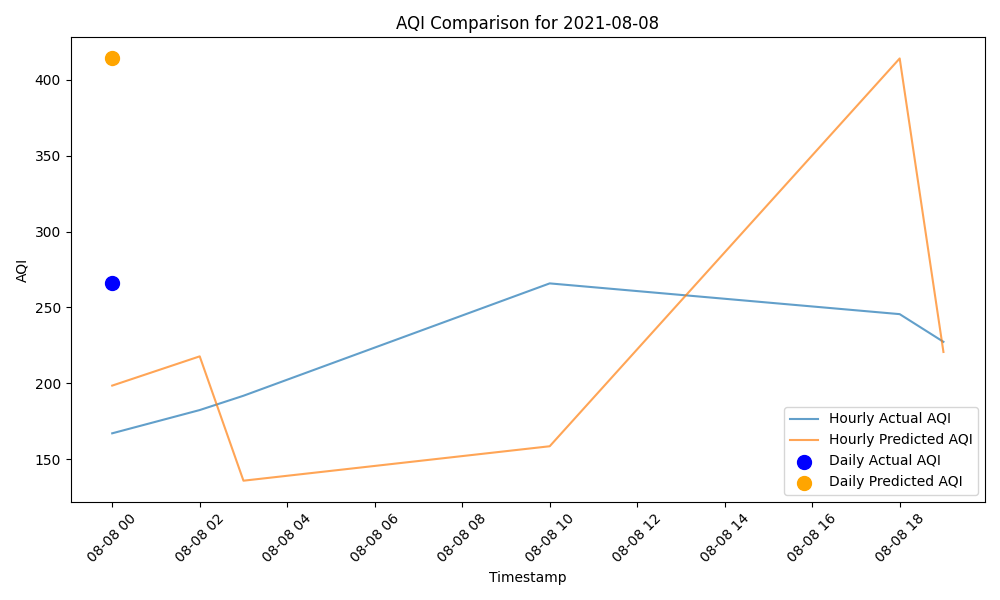 AQI Comparison for 2021-08-08
AQI
400
350
300
250
200
150
Hourly Actual AQI
Hourly Predicted AQI
Daily Actual AQI
Daily Predicted AQI
08-08 00
08-08 02
08-08 04
08-08 06
08-08 08
08-08 10
08-08 12
08-08 14
08-08 16
08-08 18
Timestamp